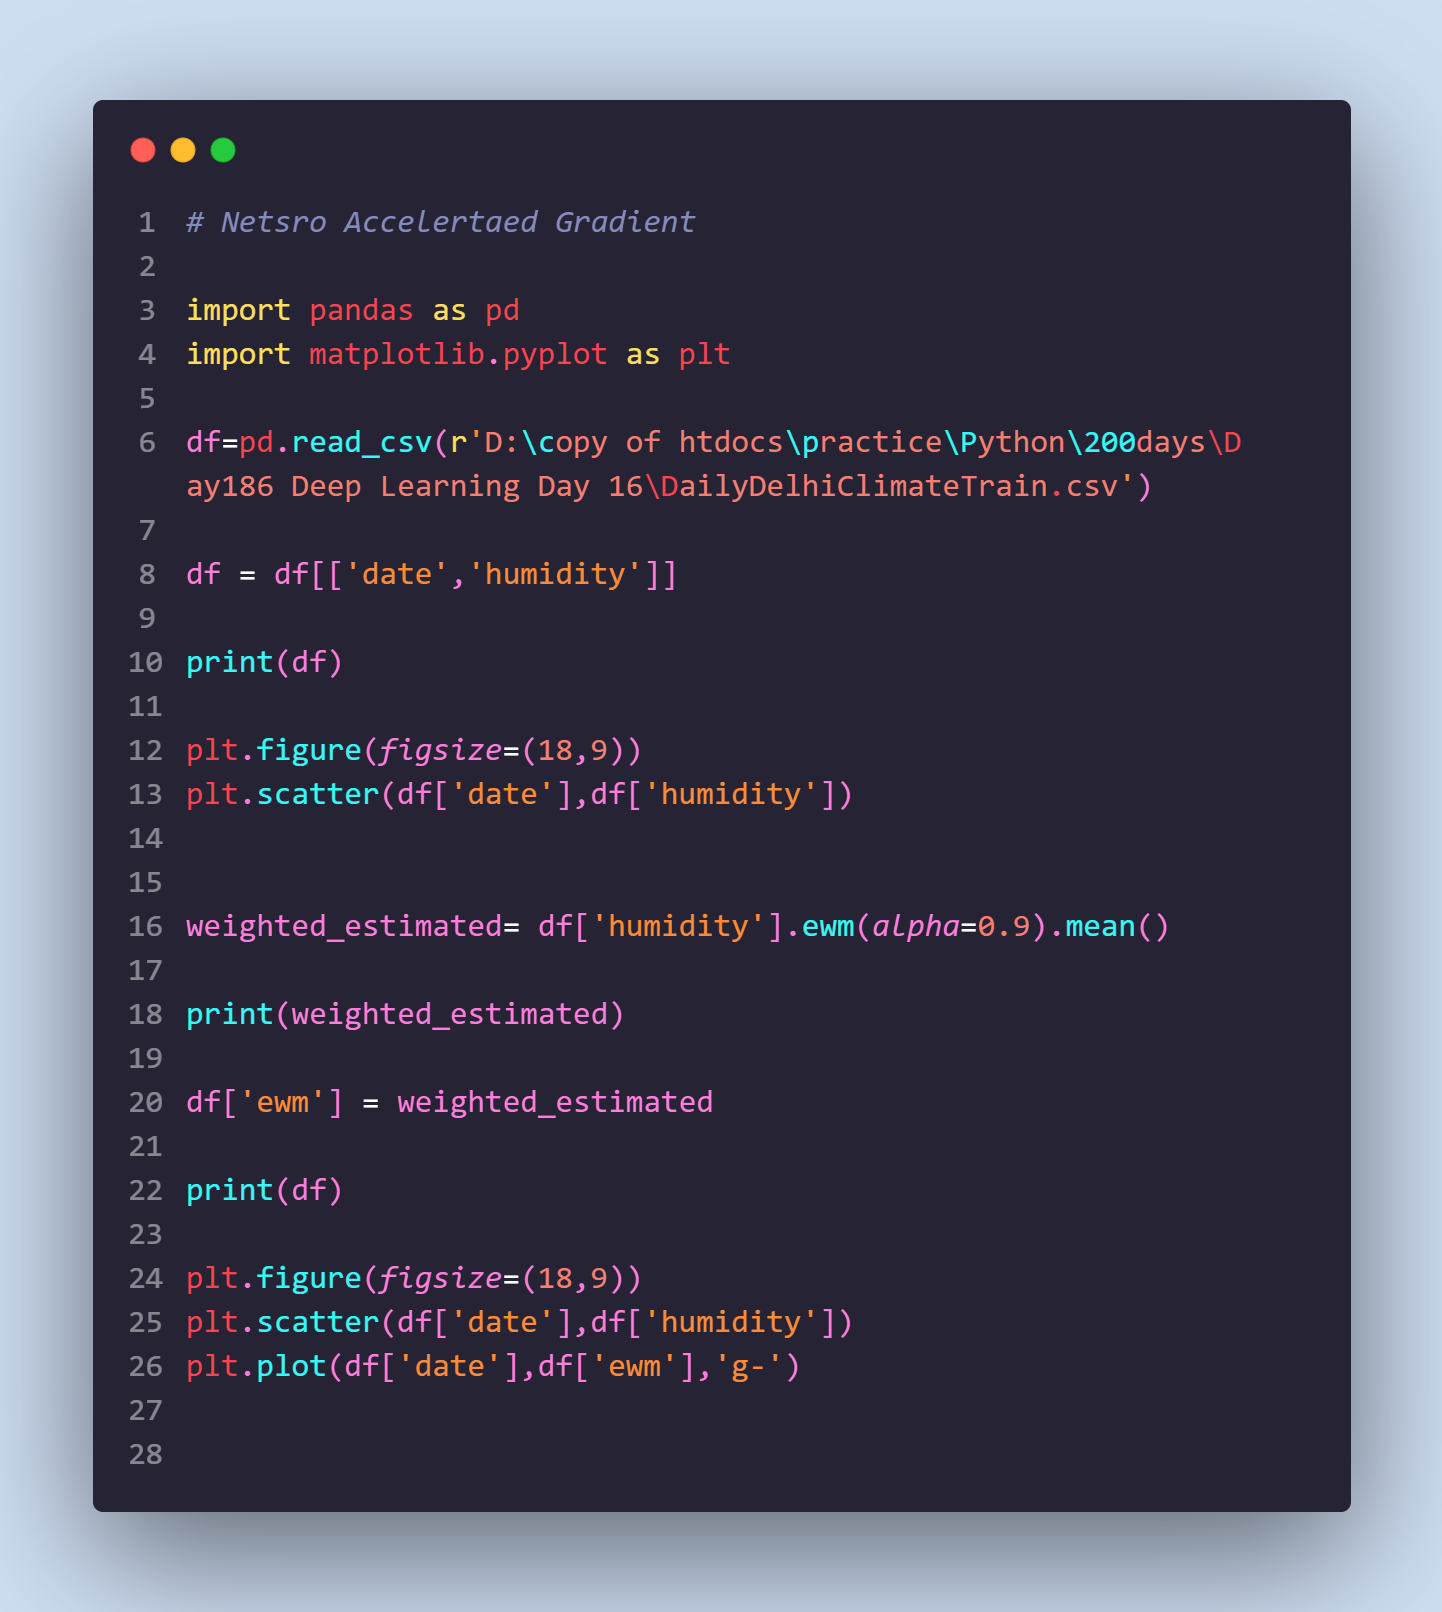 1 # Netsro Accelertaed Gradient
2
3 import pandas as pd
4 import matplotlib.pyplot as plt
5
6 df=pd.read_csv(r'D:\copy of htdocs\practice\Python\200days\D
ay186 Deep Learning Day 16\DailyDelhiClimateTrain.csv')
7
8 df = df[['date','humidity']]
9
10 print(df)
11
12 plt.figure(figsize=(18,9))
13 plt.scatter(df['date'],df['humidity'])
14
15
16 weighted_estimated= df['humidity'].ewm(alpha=0.9).mean()
17
18 print(weighted_estimated)
19
20 df['ewm'] = weighted_estimated
21
22 print(df)
23
24 plt.figure(figsize=(18,9))
25 plt.scatter(df['date'],df['humidity'])
26 plt.plot(df['date'],df['ewm'],'g-')
27
28